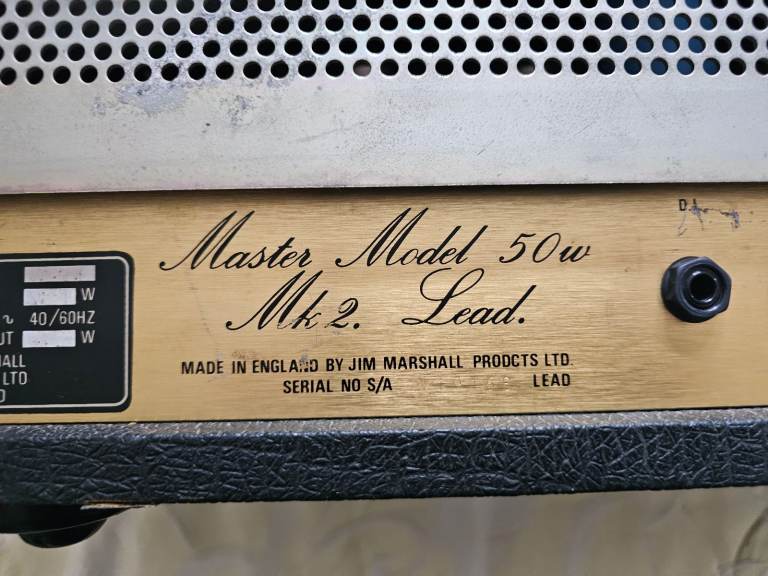 D
Master Model 50w
Mk 2. Lead.
W
~ 40/60HZ
UT W
MADE IN ENGLAND BY JIM MARSHALL PRODCTS LTD.
HALL
LTD
SERIAL NO S/A LEAD